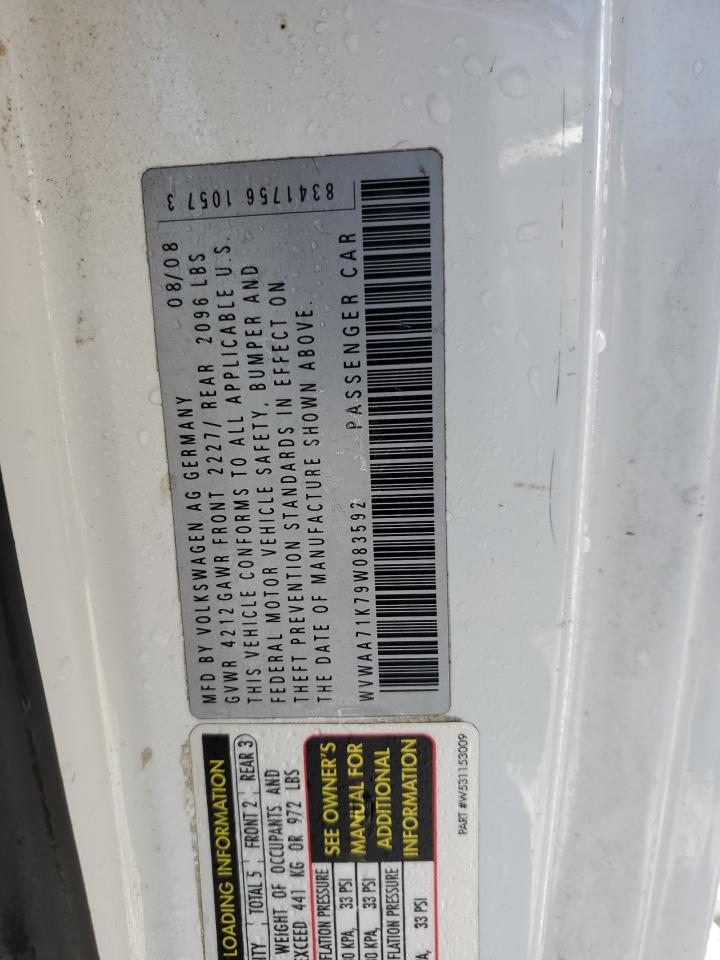 MFD BY VOLKSWAGEN AG GERMANY 08/08
GVWR 4212 GAWR FRONT 2227/ REAR 2096 LBS
THIS VEHICLE CONFORMS TO ALL APPLICABLE U.S.
FEDERAL MOTOR VEHICLE SAFETY, BUMPER AND
THEFT PREVENTION STANDARDS IN EFFECT ON
THE DATE OF MANUFACTURE SHOWN ABOVE.
WVWAA71K79W083592 PASSENGER CAR
8341756 1057 3
LOADING INFORMATION
TOTAL 5 FRONT 2 REAR 3
WEIGHT OF OCCUPANTS AND
EXCEED 441 KG OR 972 LBS
PRESSURE SEE OWNER'S
KPA, 33 PSI MANUAL FOR
KPA, 33 PSI ADDITIONAL
PRESSURE INFORMATION
33 PSI
PART #W531153009